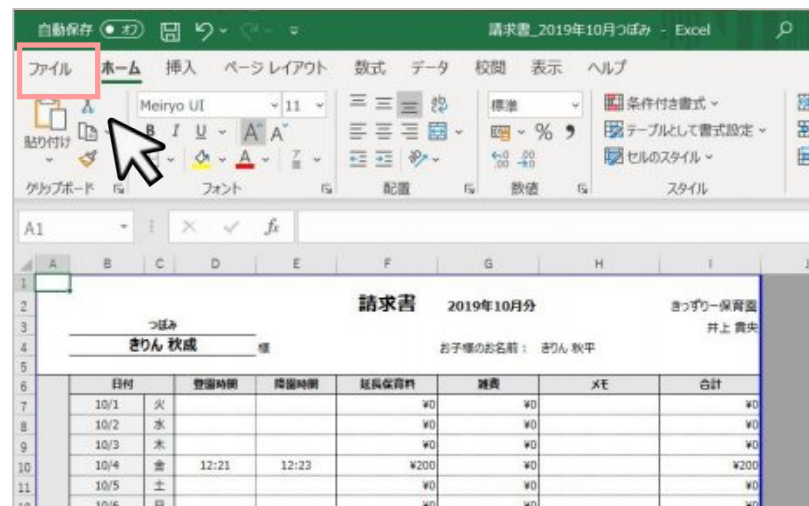 自動保存 オフ 請求書_2019年10月つぼみ - Excel
ファイル ホーム 挿入 ページ レイアウト 数式 データ 校閲 表示 ヘルプ
貼り付け Meiryo UI 11 標準 条件付き書式
B I U A A % テーブルとして書式設定
セルのスタイル
クリップボード フォント 配置 数値 スタイル
A1 fx
A B C D E F G H I
1
2 請求書 2019年10月分 きっずりー保育園
3 つぼみ 井上 貴央
4 きりん 秋成 様 お子様のお名前： きりん 秋平
5
6 日付 登園時間 降園時間 延長保育料 雑費 メモ 合計
7 10/1 火 ¥0 ¥0 ¥0
8 10/2 水 ¥0 ¥0 ¥0
9 10/3 木 ¥0 ¥0 ¥0
10 10/4 金 12:21 12:23 ¥200 ¥0 ¥200
11 10/5 土 ¥0 ¥0 ¥0
10/6 日 ¥0 ¥0 ¥0